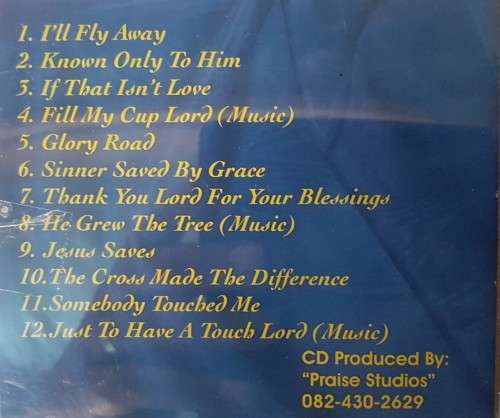 1. I'll Fly Away
2. Known Only To Him
3. If That Isn't Love
4. Fill My Cup Lord (Music)
5. Glory Road
6. Sinner Saved By Grace
7. Thank You Lord For Your Blessings
8. He Grew The Tree (Music)
9. Jesus Saves
10.The Cross Made The Difference
11.Somebody Touched Me
12.Just To Have A Touch Lord (Music)
CD Produced By:
"Praise Studios"
082-430-2629